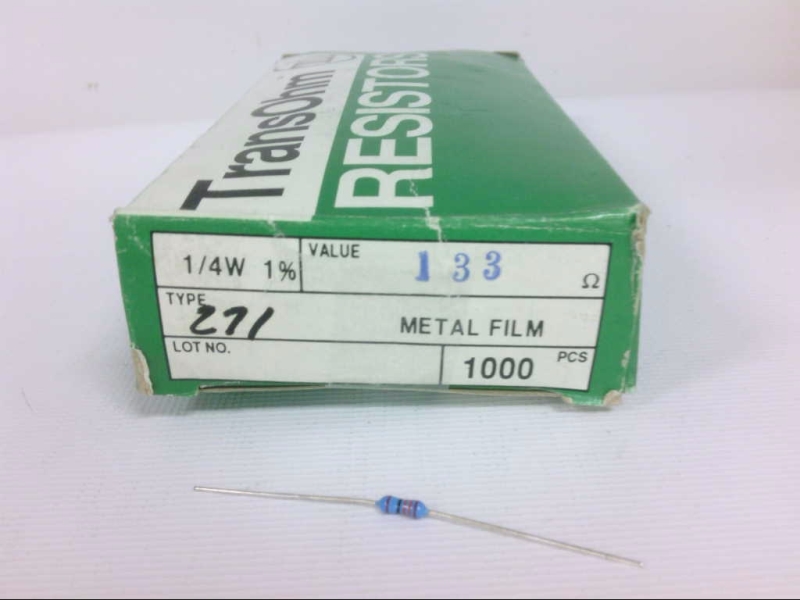 TransOhm
RESISTORS
1/4W 1%
VALUE
133
Ω
TYPE
271
METAL FILM
LOT NO.
1000
PCS